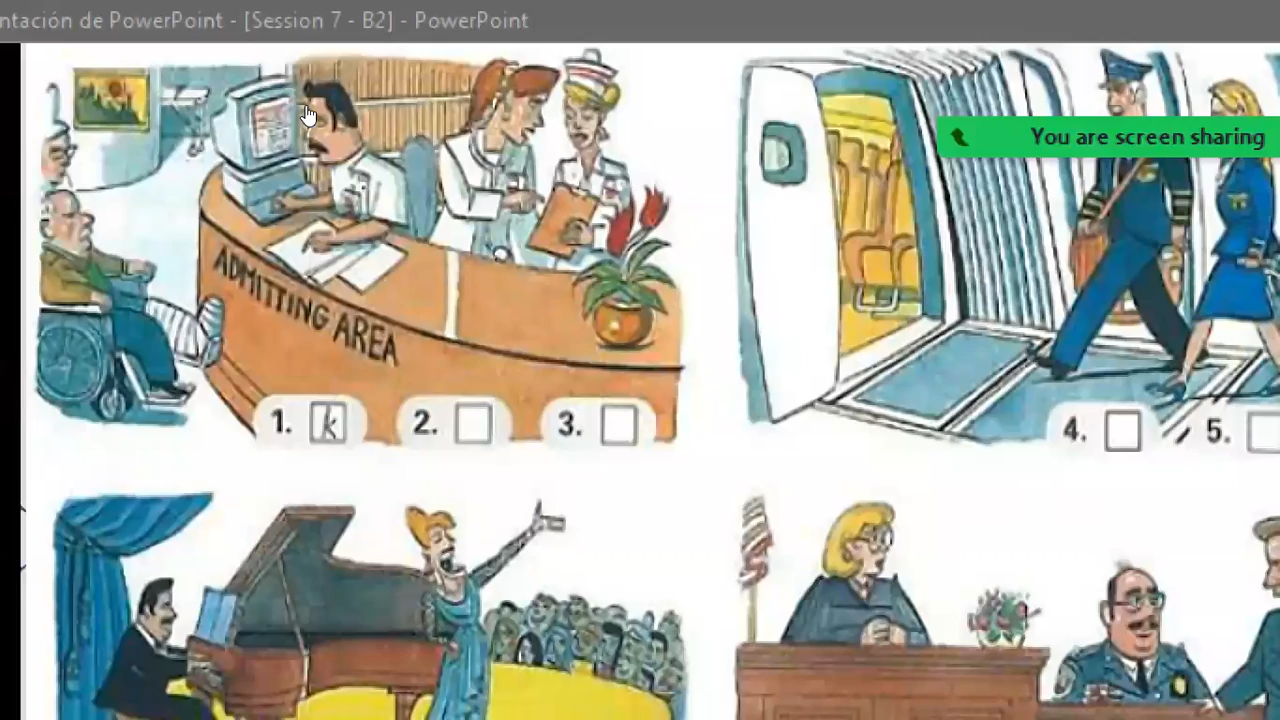 ntación de PowerPoint - [Session 7 - B2] - PowerPoint
You are screen sharing
ADMITTING AREA
1. k 2. 3.
4. 5.